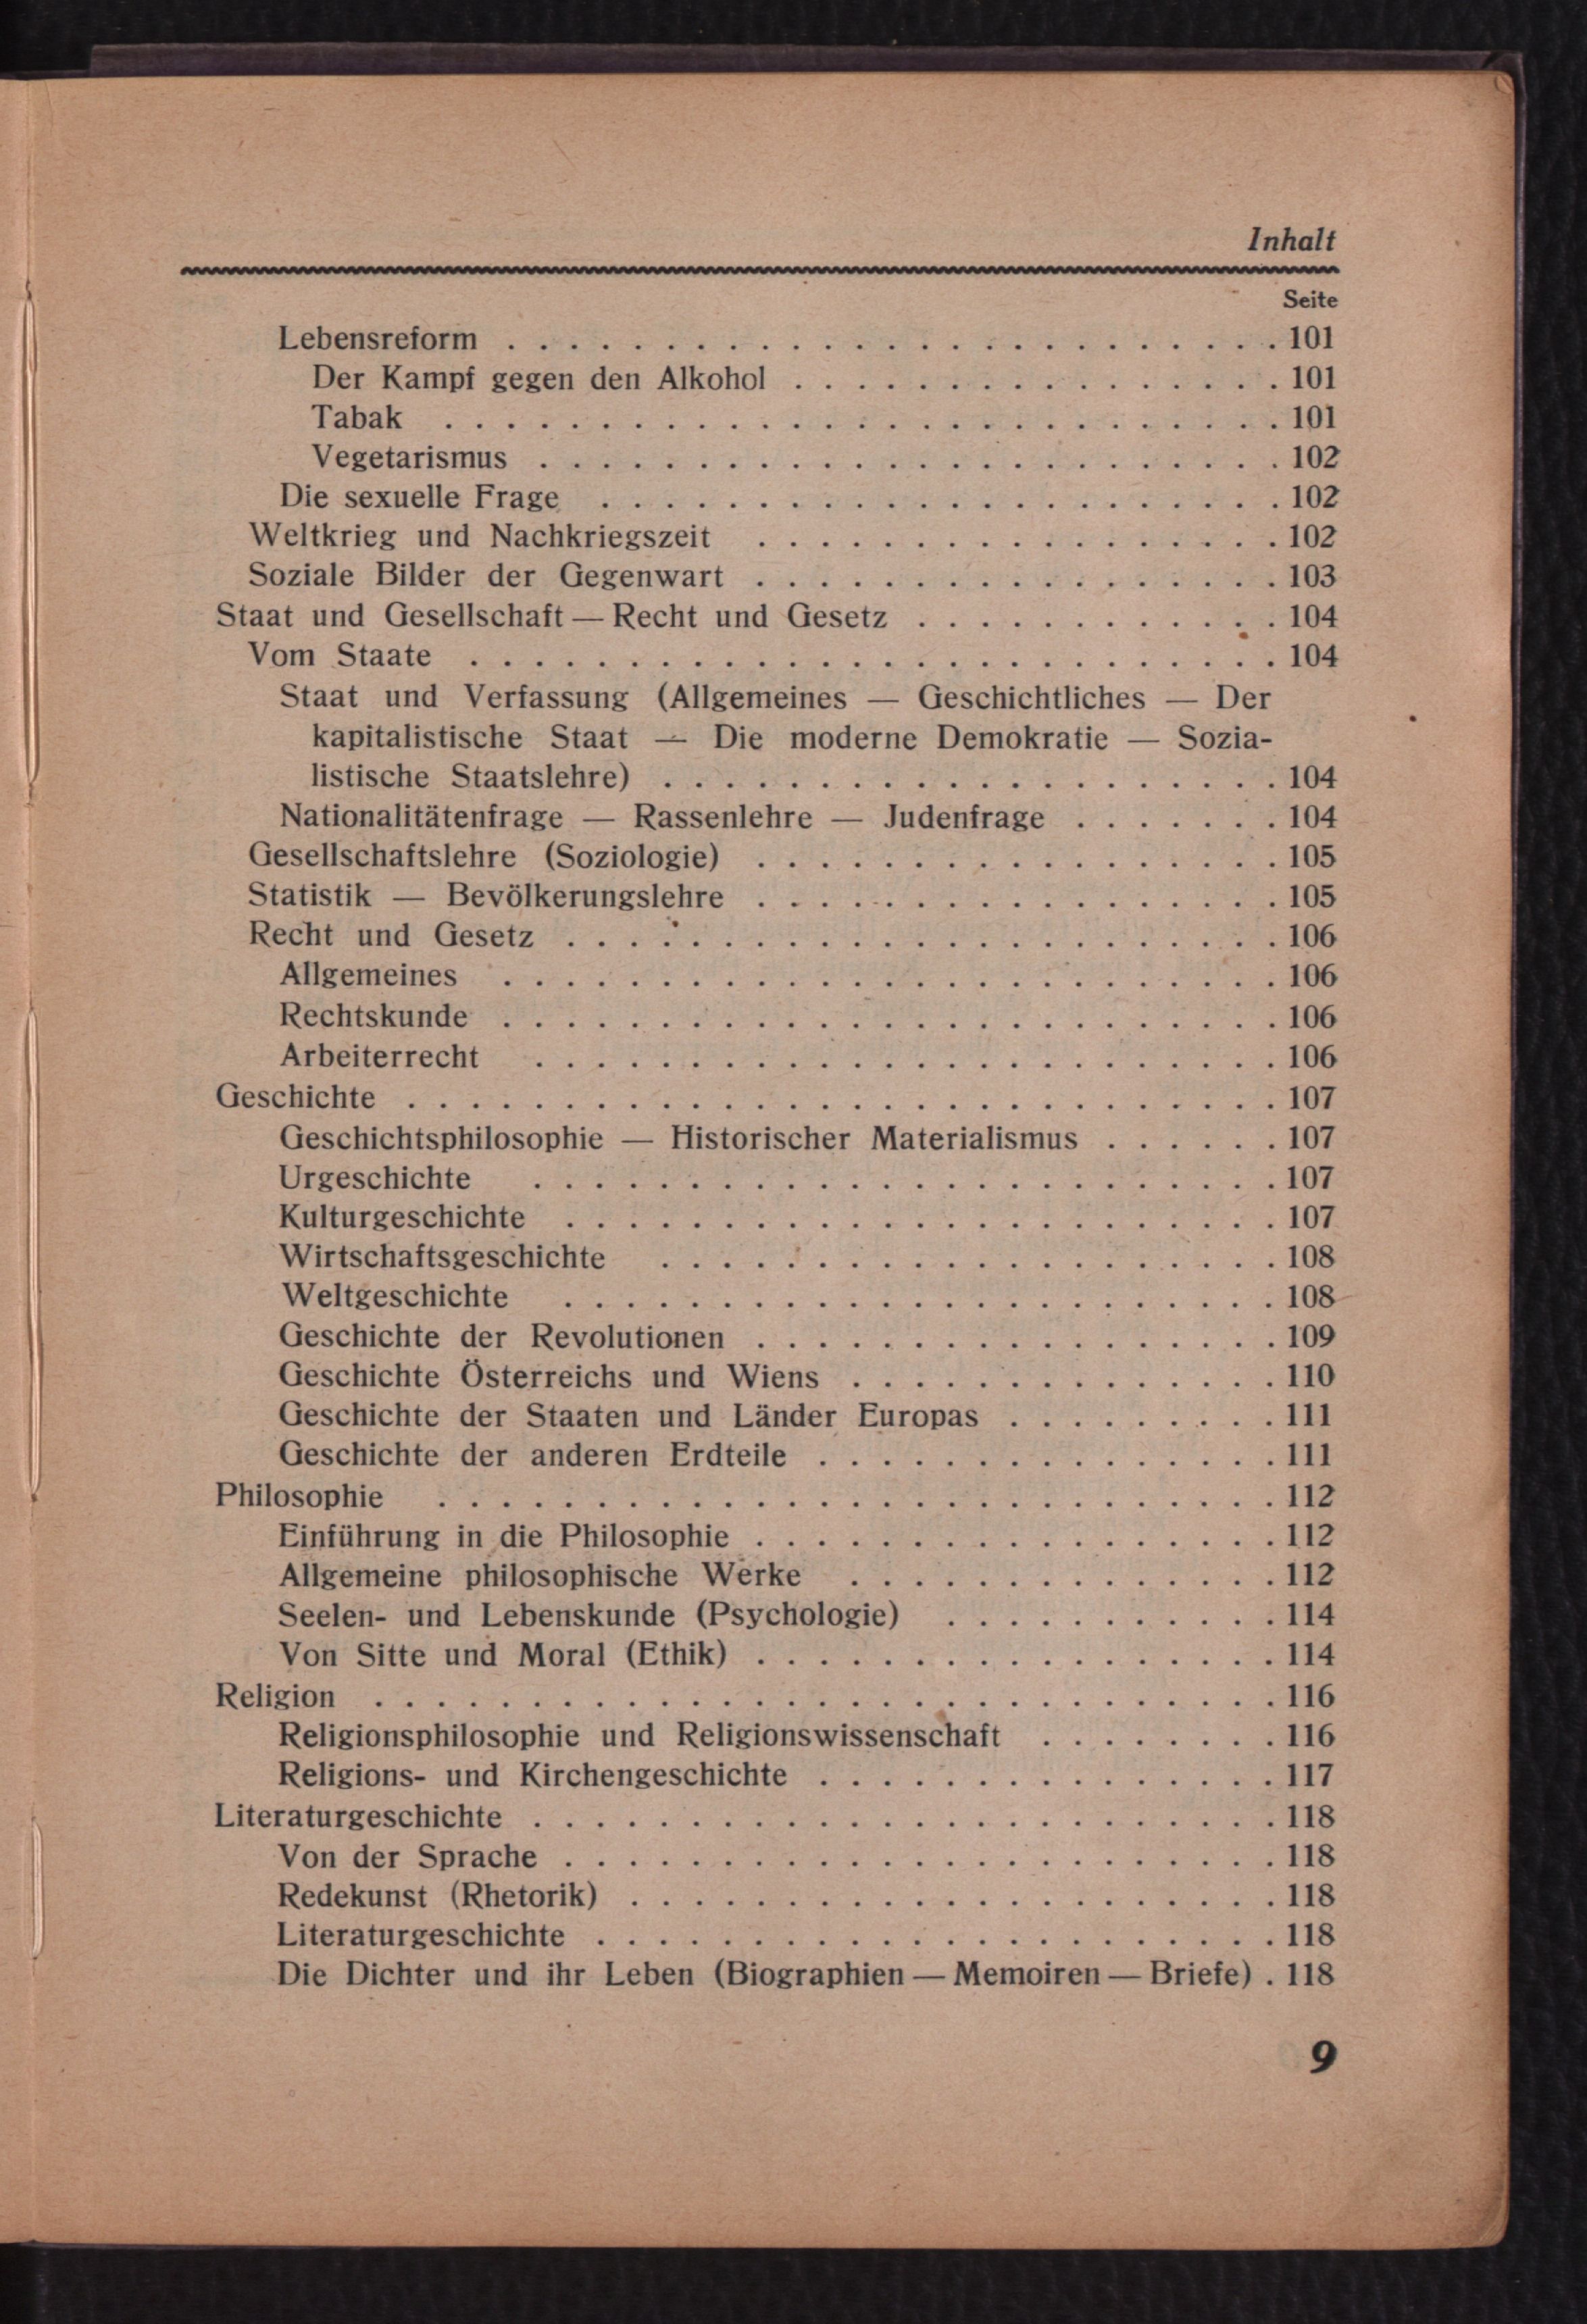 Inhalt
Seite
Lebensreform . . . . . . . . . . . . . . . . . . . . . . . . . 101
Der Kampf gegen den Alkohol . . . . . . . . . . . . . . . . 101
Tabak . . . . . . . . . . . . . . . . . . . . . . . . . . . 101
Vegetarismus . . . . . . . . . . . . . . . . . . . . . . . . 102
Die sexuelle Frage . . . . . . . . . . . . . . . . . . . . . . 102
Weltkrieg und Nachkriegszeit . . . . . . . . . . . . . . . . . 102
Soziale Bilder der Gegenwart . . . . . . . . . . . . . . . . . 103
Staat und Gesellschaft — Recht und Gesetz . . . . . . . . . . . . 104
Vom Staate . . . . . . . . . . . . . . . . . . . . . . . . . . 104
Staat und Verfassung (Allgemeines — Geschichtliches — Der
kapitalistische Staat — Die moderne Demokratie — Sozia-
listische Staatslehre) . . . . . . . . . . . . . . . . . . . . 104
Nationalitätenfrage — Rassenlehre — Judenfrage . . . . . . . 104
Gesellschaftslehre (Soziologie) . . . . . . . . . . . . . . . . . 105
Statistik — Bevölkerungslehre . . . . . . . . . . . . . . . . . 105
Recht und Gesetz . . . . . . . . . . . . . . . . . . . . . . . 106
Allgemeines . . . . . . . . . . . . . . . . . . . . . . . . . 106
Rechtskunde . . . . . . . . . . . . . . . . . . . . . . . . . 106
Arbeiterrecht . . . . . . . . . . . . . . . . . . . . . . . . 106
Geschichte . . . . . . . . . . . . . . . . . . . . . . . . . . . . 107
Geschichtsphilosophie — Historischer Materialismus . . . . . . 107
Urgeschichte . . . . . . . . . . . . . . . . . . . . . . . . 107
Kulturgeschichte . . . . . . . . . . . . . . . . . . . . . . . 107
Wirtschaftsgeschichte . . . . . . . . . . . . . . . . . . . . 108
Weltgeschichte . . . . . . . . . . . . . . . . . . . . . . . 108
Geschichte der Revolutionen . . . . . . . . . . . . . . . . . 109
Geschichte Österreichs und Wiens . . . . . . . . . . . . . . 110
Geschichte der Staaten und Länder Europas . . . . . . . . . 111
Geschichte der anderen Erdteile . . . . . . . . . . . . . . . 111
Philosophie . . . . . . . . . . . . . . . . . . . . . . . . . . . 112
Einführung in die Philosophie . . . . . . . . . . . . . . . . . 112
Allgemeine philosophische Werke . . . . . . . . . . . . . . 112
Seelen- und Lebenskunde (Psychologie) . . . . . . . . . . . 114
Von Sitte und Moral (Ethik) . . . . . . . . . . . . . . . . . 114
Religion . . . . . . . . . . . . . . . . . . . . . . . . . . . . . 116
Religionsphilosophie und Religionswissenschaft . . . . . . . . 116
Religions- und Kirchengeschichte . . . . . . . . . . . . . . . 117
Literaturgeschichte . . . . . . . . . . . . . . . . . . . . . . . . 118
Von der Sprache . . . . . . . . . . . . . . . . . . . . . . . 118
Redekunst (Rhetorik) . . . . . . . . . . . . . . . . . . . . . 118
Literaturgeschichte . . . . . . . . . . . . . . . . . . . . . . 118
Die Dichter und ihr Leben (Biographien — Memoiren — Briefe) . 118
9